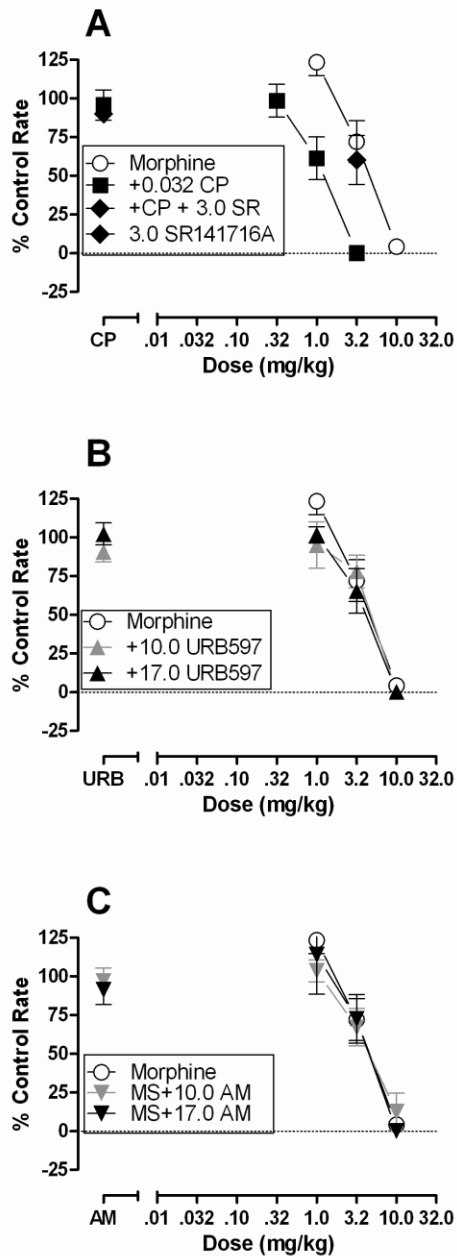 A
% Control Rate
125
100
75
50
25
0
-25
Morphine
+0.032 CP
+CP + 3.0 SR
3.0 SR141716A
CP .01 .032 .10 .32 1.0 3.2 10.0 32.0
Dose (mg/kg)
B
% Control Rate
125
100
75
50
25
0
-25
Morphine
+10.0 URB597
+17.0 URB597
URB .01 .032 .10 .32 1.0 3.2 10.0 32.0
Dose (mg/kg)
C
% Control Rate
125
100
75
50
25
0
-25
Morphine
MS+10.0 AM
MS+17.0 AM
AM .01 .032 .10 .32 1.0 3.2 10.0 32.0
Dose (mg/kg)